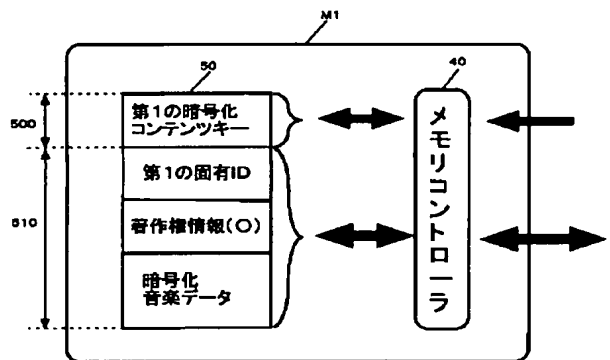 M1
50
40
500
第1の暗号化
コンテンツキー
第1の固有ID
510
著作権情報(〇)
暗号化
音楽データ
メモリコントローラ